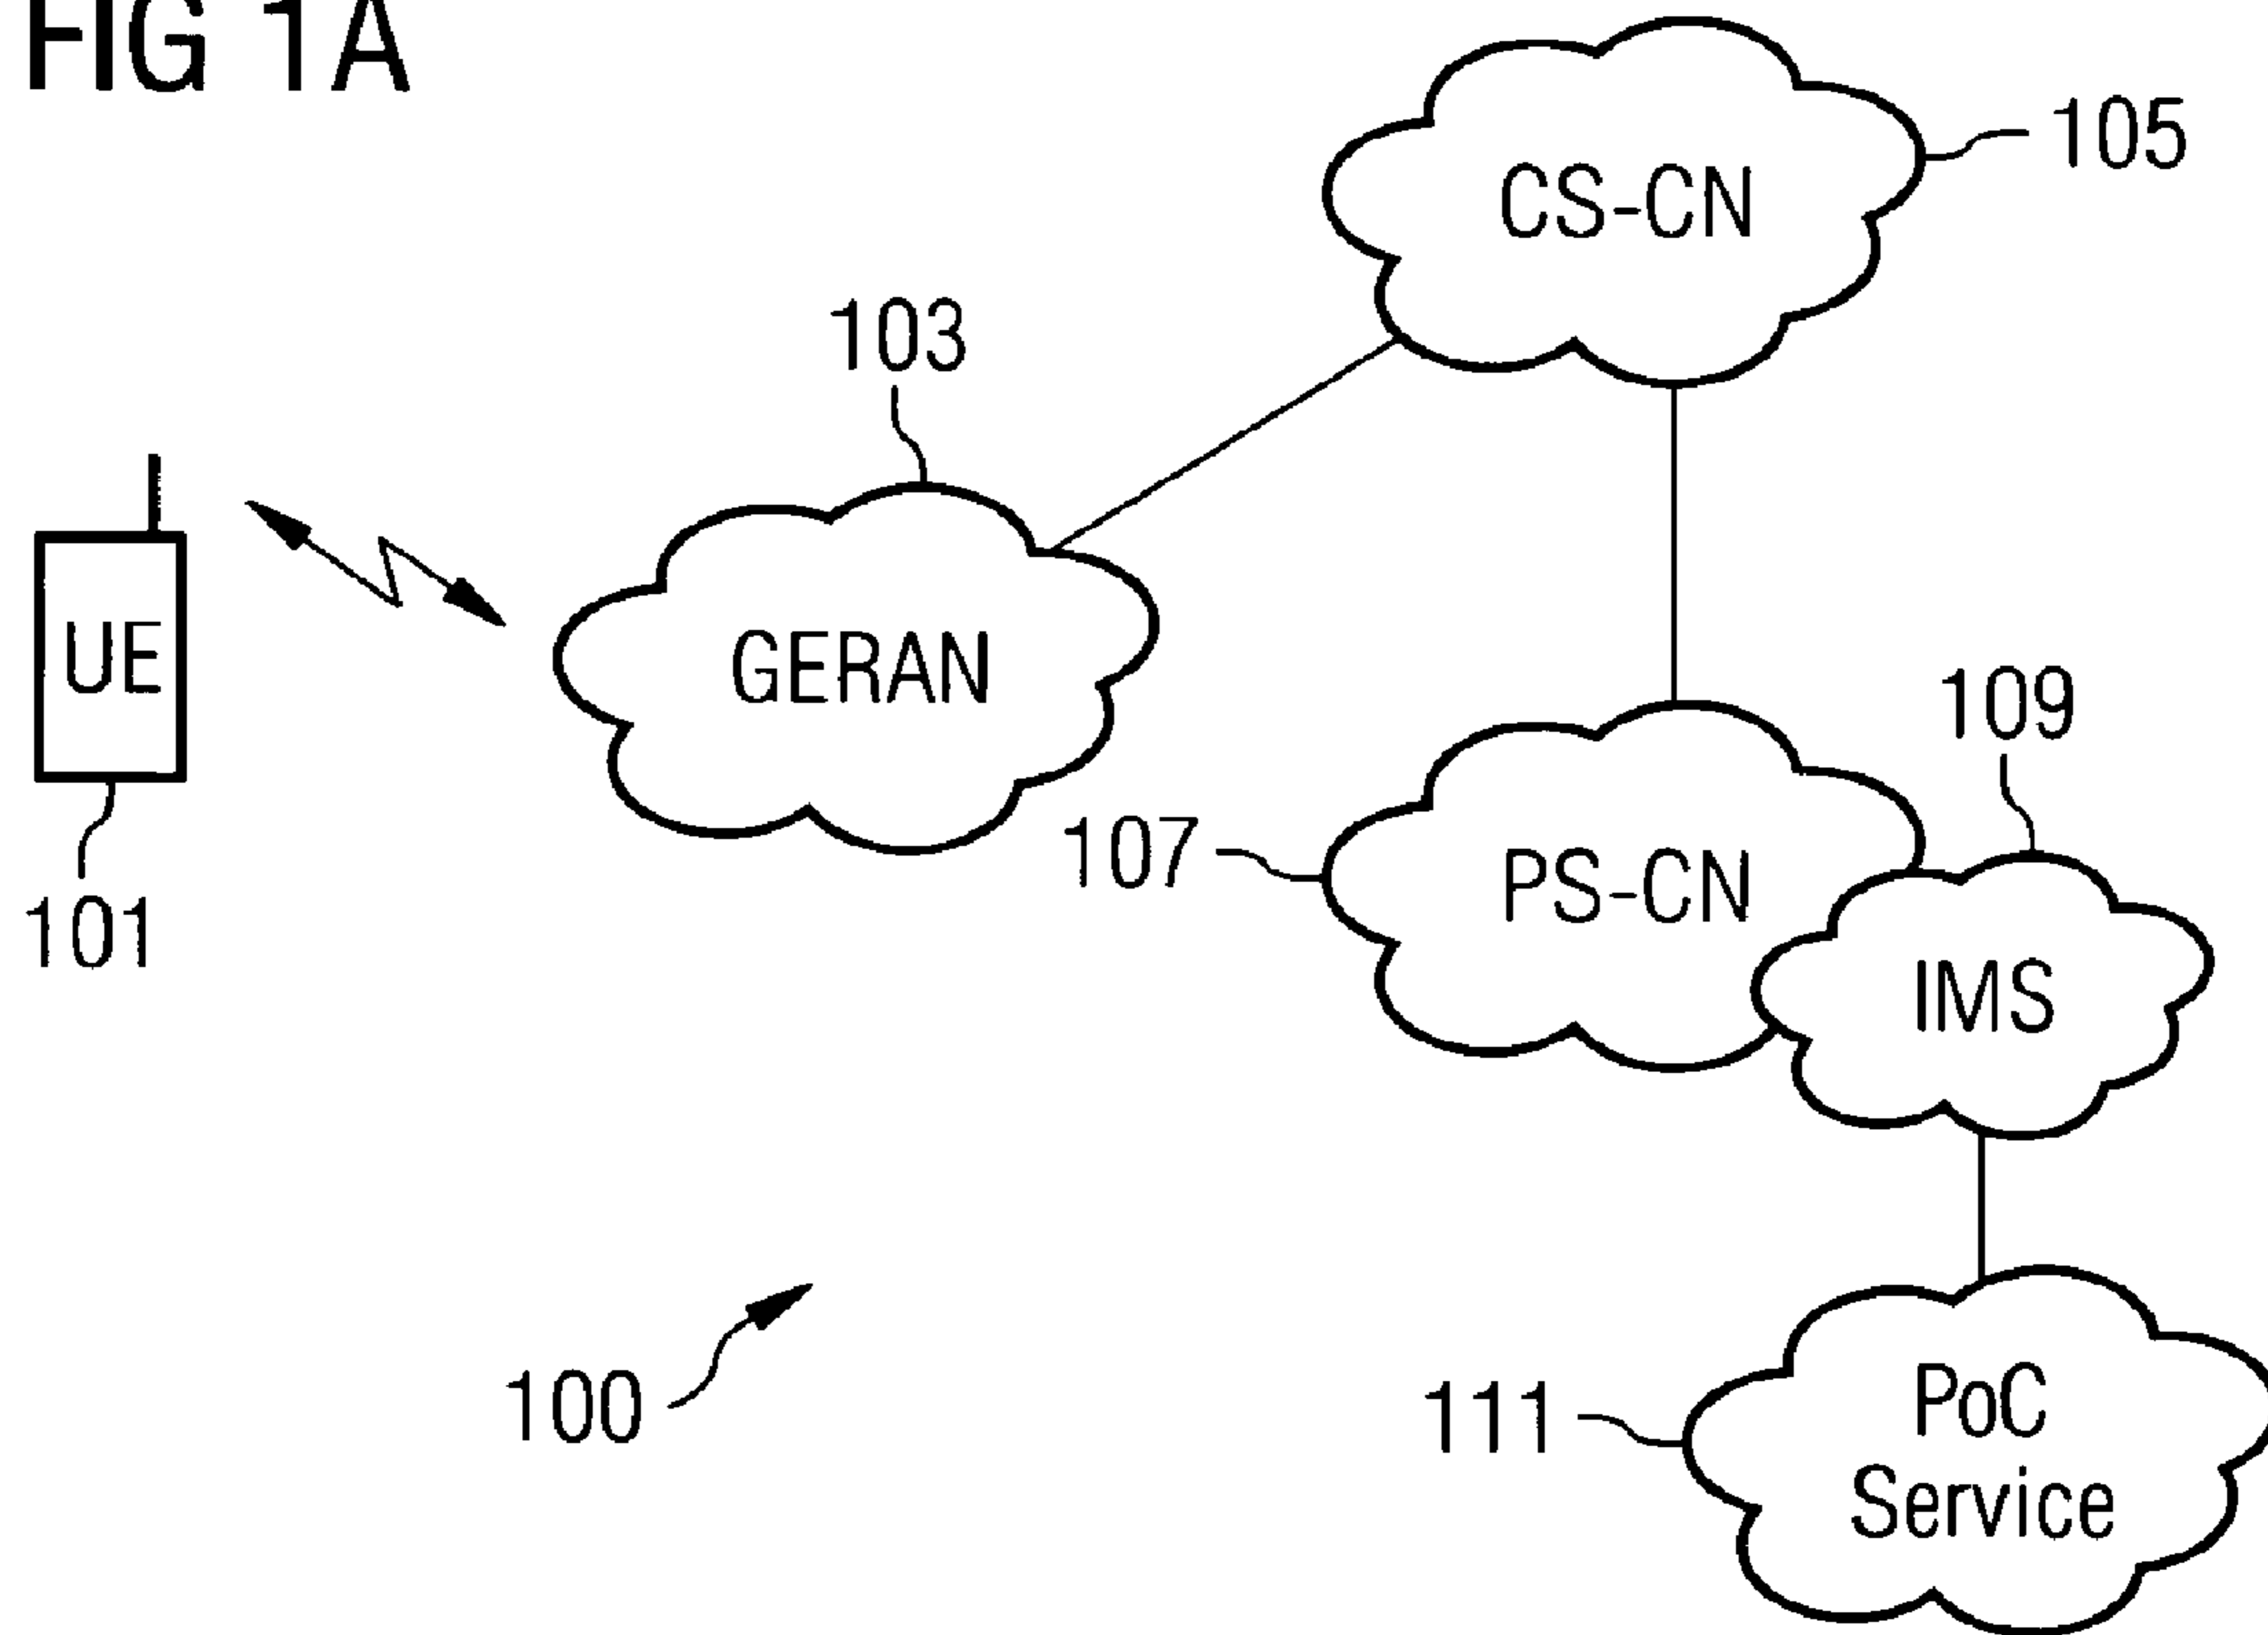 FIG 1A
CS-CN
105
103
UE
GERAN
101
109
107
PS-CN
IMS
100
111
PoC
Service